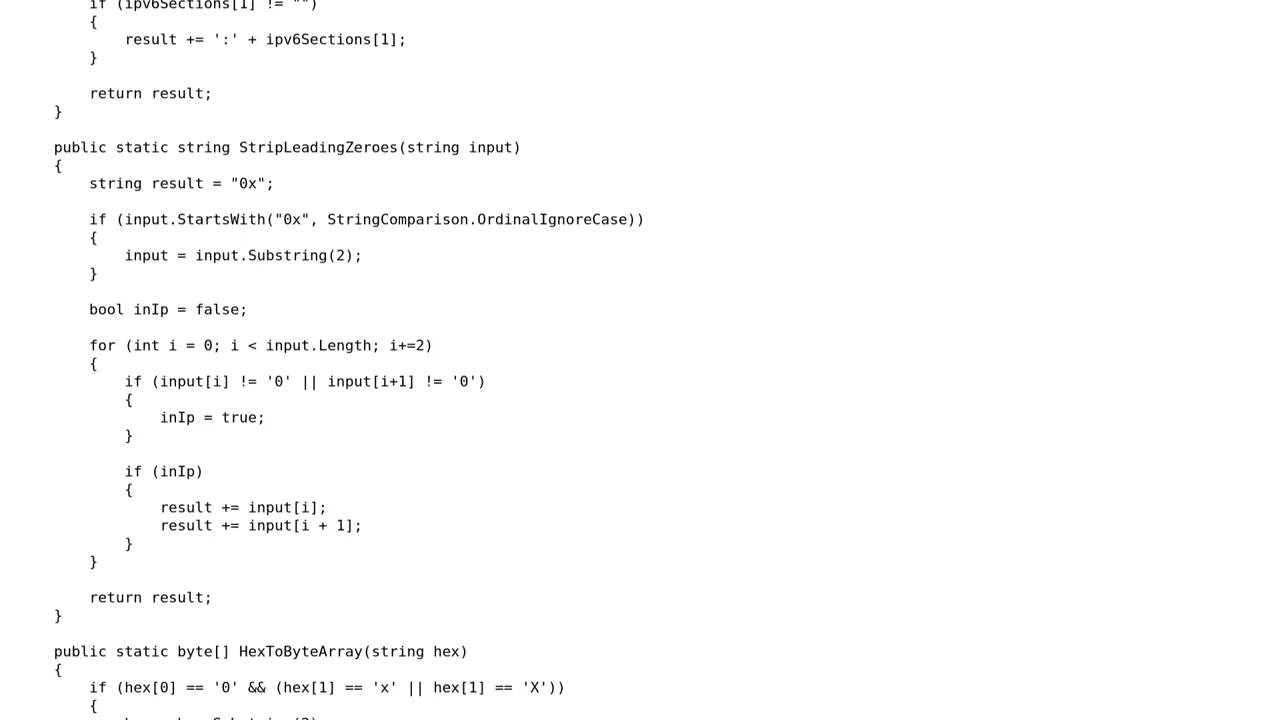 if (ipv6Sections[1] != "")
{
result += ':' + ipv6Sections[1];
}
return result;
}
public static string StripLeadingZeroes(string input)
{
string result = "0x";
if (input.StartsWith("0x", StringComparison.OrdinalIgnoreCase))
{
input = input.Substring(2);
}
bool inIp = false;
for (int i = 0; i < input.Length; i+=2)
{
if (input[i] != '0' || input[i+1] != '0')
{
inIp = true;
}
if (inIp)
{
result += input[i];
result += input[i + 1];
}
}
return result;
}
public static byte[] HexToByteArray(string hex)
{
if (hex[0] == '0' && (hex[1] == 'x' || hex[1] == 'X'))
{